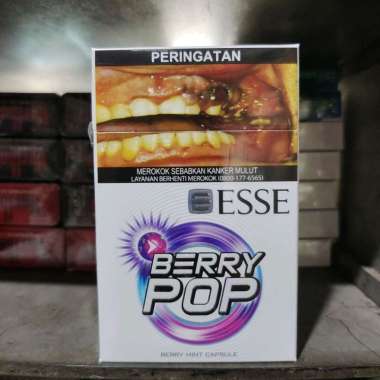 PERINGATAN
MEROKOK SEBABKAN KANKER MULUT
LAYANAN BERHENTI MEROKOK (0800-177-6565)
ESSE
BERRY
POP
BERRY MINT CAPSULE